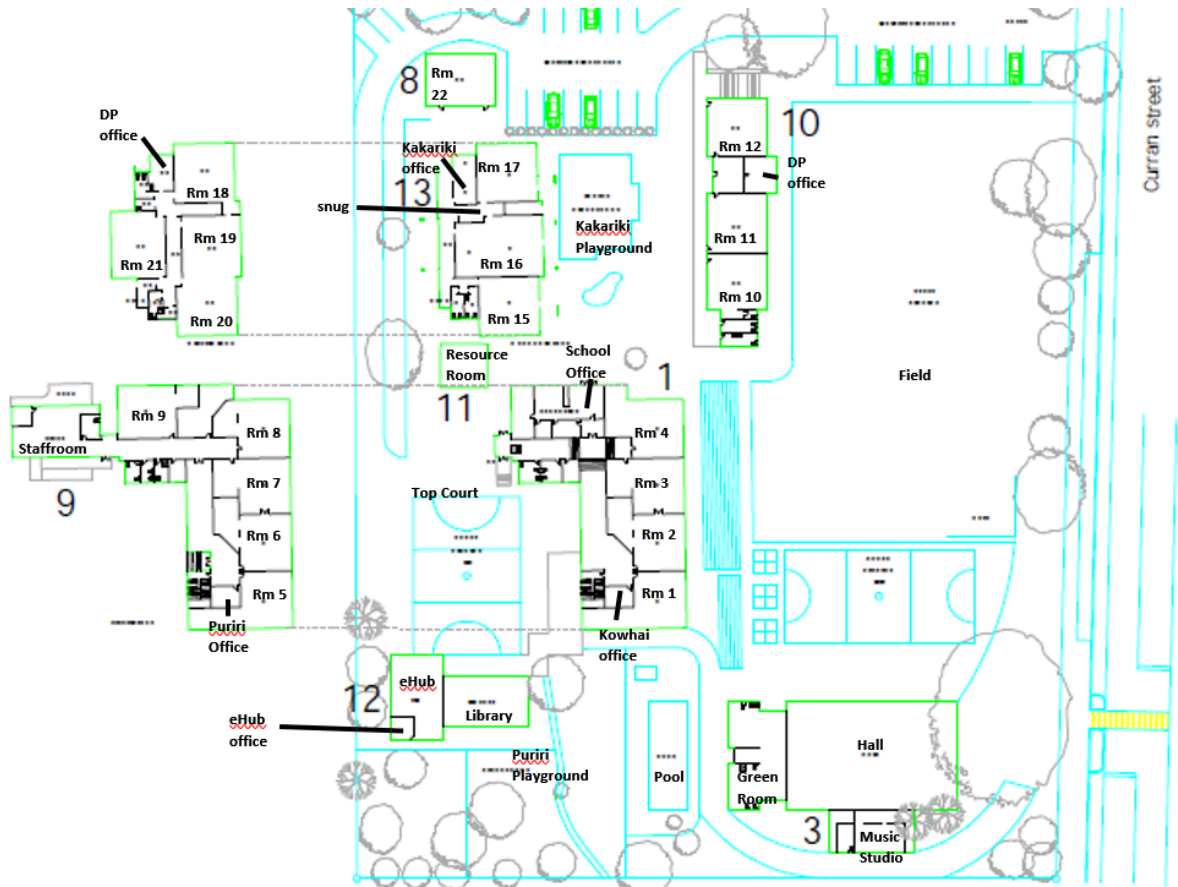 8
Rm
22
10
Curran street
DP
office
Kakariki
office
Rm 17
Rm 12
Rm 18
13
DP
office
snug
Rm 19
Kakariki
Playground
Rm 11
Rm 21
Rm 16
Rm 10
Rm 20
Rm 15
Resource
Room
School
Office
1
Field
11
Rm 9
Rm 8
Rm 4
Staffroom
9
Rm 7
Top Court
Rm 3
Rm 6
Rm 2
Rm 5
Rm 1
Puriri
Office
Kowhai
office
12
eHub
Library
eHub
office
Hall
Puriri
Playground
Pool
Green
Room
3
Music
Studio